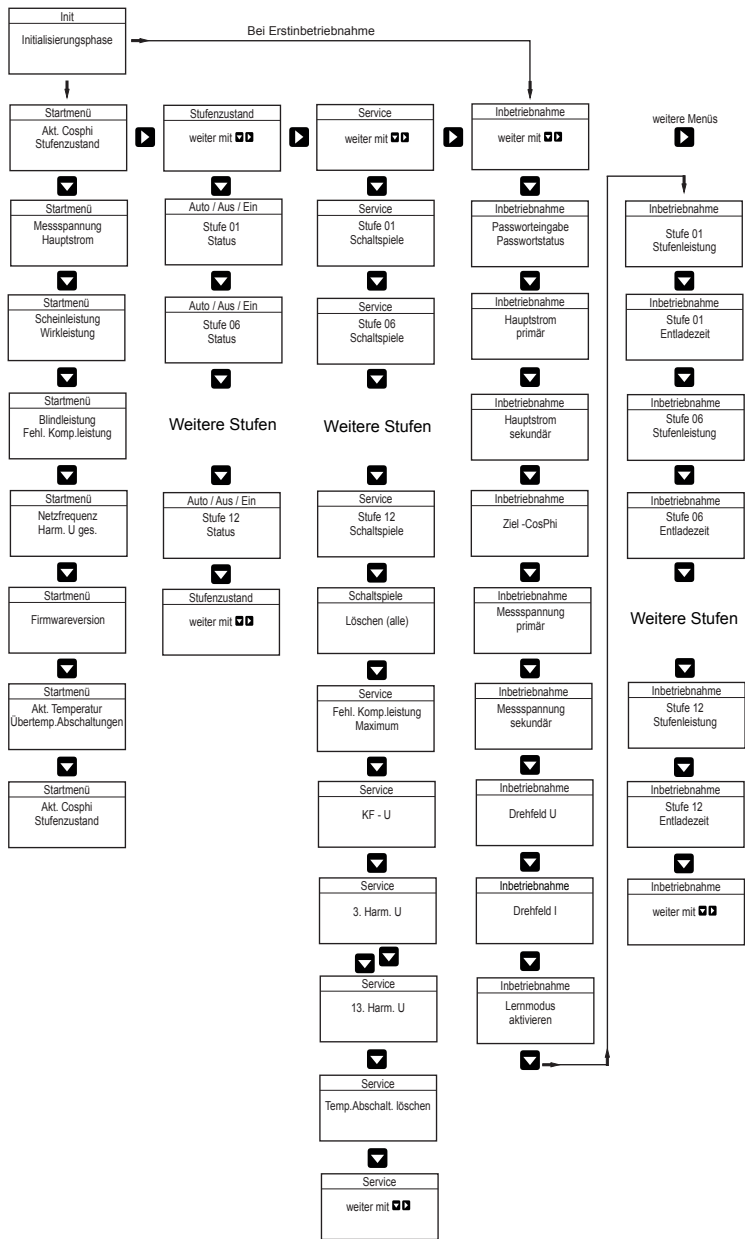 Init
Initialisierungsphase
Bei Erstinbetriebnahme
Startmenü
Akt. Cosphi
Stufenzustand
Startmenü
Messspannung
Hauptstrom
Startmenü
Scheinleistung
Wirkleistung
Startmenü
Blindleistung
Fehl. Komp.leistung
Startmenü
Netzfrequenz
Harm. U ges.
Startmenü
Firmwareversion
Startmenü
Akt. Temperatur
Übertemp.Abschaltungen
Startmenü
Akt. Cosphi
Stufenzustand
Stufenzustand
weiter mit
Auto / Aus / Ein
Stufe 01
Status
Auto / Aus / Ein
Stufe 06
Status
Weitere Stufen
Auto / Aus / Ein
Stufe 12
Status
Stufenzustand
weiter mit
Service
weiter mit
Service
Stufe 01
Schaltspiele
Service
Stufe 06
Schaltspiele
Weitere Stufen
Service
Stufe 12
Schaltspiele
Schaltspiele
Löschen (alle)
Service
Fehl. Komp.leistung
Maximum
Service
KF - U
Service
3. Harm. U
Service
13. Harm. U
Service
Temp.Abschalt. löschen
Service
weiter mit
Inbetriebnahme
weiter mit
Inbetriebnahme
Passworteingabe
Passwortstatus
Inbetriebnahme
Hauptstrom
primär
Inbetriebnahme
Hauptstrom
sekundär
Inbetriebnahme
Ziel -CosPhi
Inbetriebnahme
Messspannung
primär
Inbetriebnahme
Messspannung
sekundär
Inbetriebnahme
Drehfeld U
Inbetriebnahme
Drehfeld I
Inbetriebnahme
Lernmodus
aktivieren
weitere Menüs
Inbetriebnahme
Stufe 01
Stufenleistung
Inbetriebnahme
Stufe 01
Entladezeit
Inbetriebnahme
Stufe 06
Stufenleistung
Inbetriebnahme
Stufe 06
Entladezeit
Weitere Stufen
Inbetriebnahme
Stufe 12
Stufenleistung
Inbetriebnahme
Stufe 12
Entladezeit
Inbetriebnahme
weiter mit